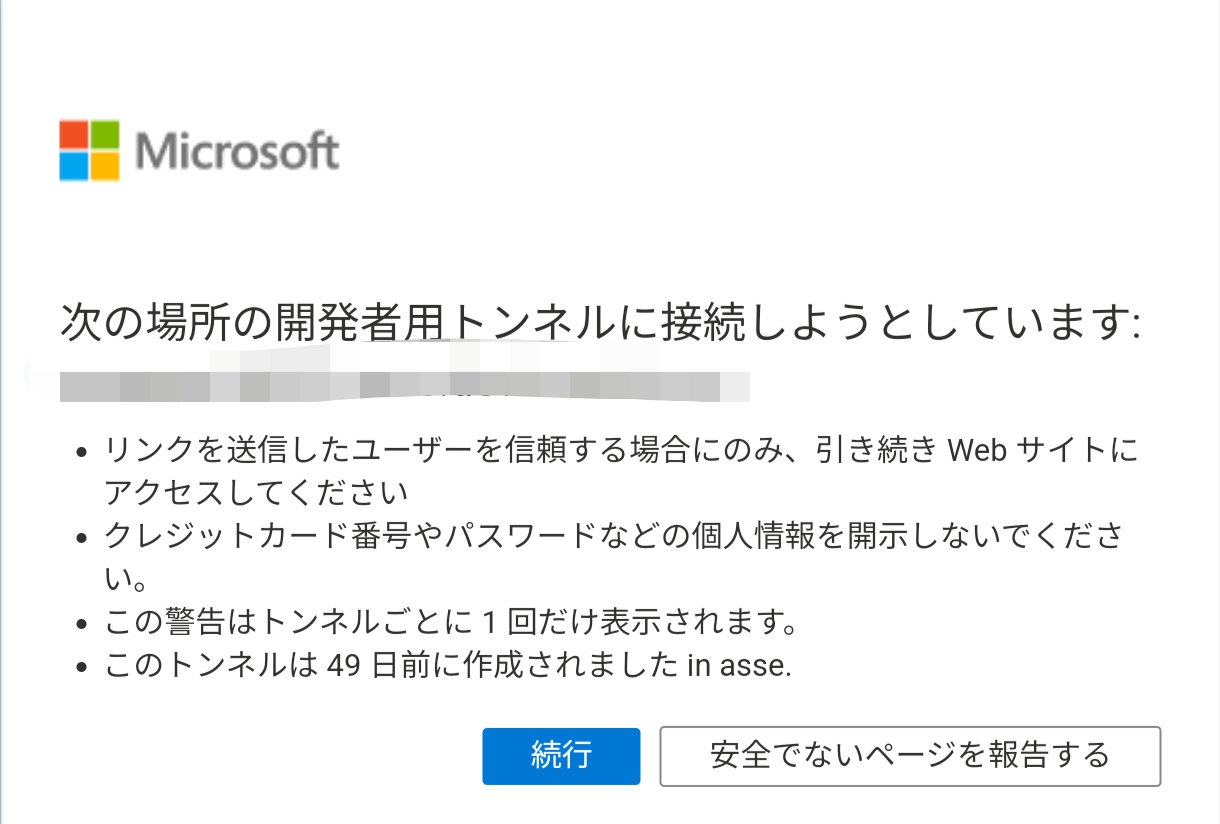 Microsoft
次の場所の開発者用トンネルに接続しようとしています:
• リンクを送信したユーザーを信頼する場合にのみ、引き続き Web サイトに
アクセスしてください
• クレジットカード番号やパスワードなどの個人情報を開示しないでくださ
い。
• この警告はトンネルごとに 1 回だけ表示されます。
• このトンネルは 49 日前に作成されました in asse.
続行 安全でないページを報告する